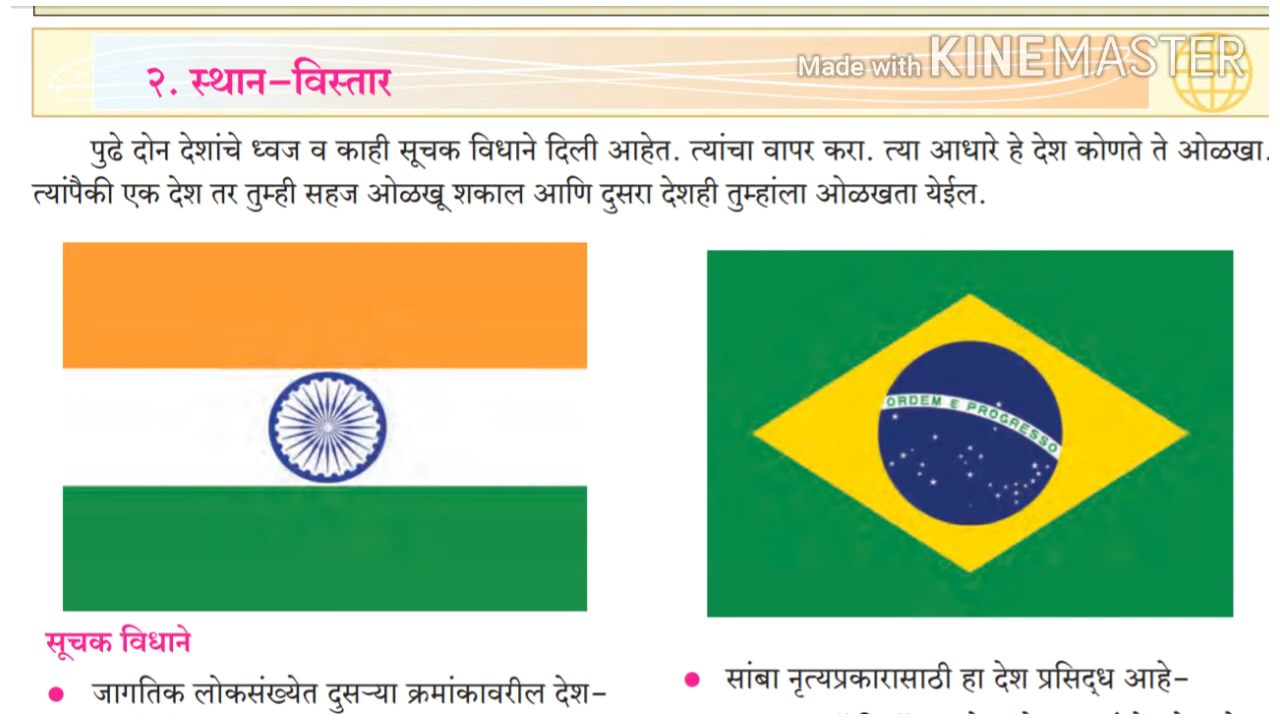 Made with KINEMASTER
२. स्थान-विस्तार
पुढे दोन देशांचे ध्वज व काही सूचक विधाने दिली आहेत. त्यांचा वापर करा. त्या आधारे हे देश कोणते ते ओळखा.
त्यांपैकी एक देश तर तुम्ही सहज ओळखू शकाल आणि दुसरा देशही तुम्हांला ओळखता येईल.
ORDEM E PROGRESSO
सूचक विधाने
• जागतिक लोकसंख्येत दुसऱ्या क्रमांकावरील देश-
• सांबा नृत्यप्रकारासाठी हा देश प्रसिद्ध आहे-